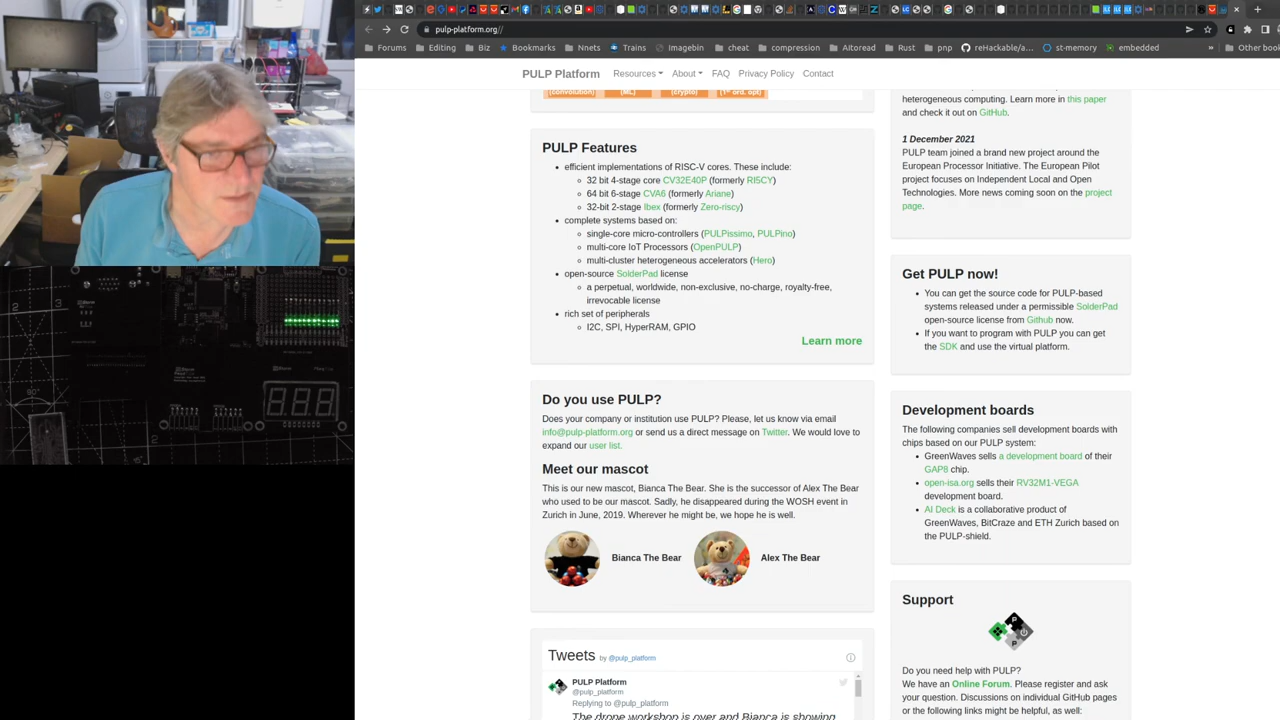 pulp-platform.org//
Forums
Editing
Biz
Bookmarks
Nnets
Trains
Imagebin
cheat
compression
AItoread
Rust
pnp
reHackable/a...
st-memory
embedded
»
Other book
PULP Platform
Resources
About
FAQ
Privacy Policy
Contact
(convolution)
(ML)
(crypto)
(1st ord. opt)
PULP Features
efficient implementations of RISC-V cores. These include:
32 bit 4-stage core CV32E40P (formerly RI5CY)
64 bit 6-stage CVA6 (formerly Ariane)
32-bit 2-stage Ibex (formerly Zero-riscy)
complete systems based on:
single-core micro-controllers (PULPissimo, PULPino)
multi-core IoT Processors (OpenPULP)
multi-cluster heterogeneous accelerators (Hero)
open-source SolderPad license
a perpetual, worldwide, non-exclusive, no-charge, royalty-free,
irrevocable license
rich set of peripherals
I2C, SPI, HyperRAM, GPIO
Learn more
Do you use PULP?
Does your company or institution use PULP? Please, let us know via email
info@pulp-platform.org or send us a direct message on Twitter. We would love to
expand our user list.
Meet our mascot
This is our new mascot, Bianca The Bear. She is the successor of Alex The Bear
who used to be our mascot. Sadly, he disappeared during the WOSH event in
Zurich in June, 2019. Wherever he might be, we hope he is well.
Bianca The Bear
Alex The Bear
Tweets by @pulp_platform
PULP Platform
@pulp_platform
Replying to @pulp_platform
The drone workshop is over and Bianca is showing
heterogeneous computing. Learn more in this paper
and check it out on GitHub.
1 December 2021
PULP team joined a brand new project around the
European Processor Initiative. The European Pilot
project focuses on Independent Local and Open
Technologies. More news coming soon on the project
page.
Get PULP now!
You can get the source code for PULP-based
systems released under a permissible SolderPad
open-source license from Github now.
If you want to program with PULP you can get
the SDK and use the virtual platform.
Development boards
The following companies sell development boards with
chips based on our PULP system:
GreenWaves sells a development board of their
GAP8 chip.
open-isa.org sells their RV32M1-VEGA
development board.
AI Deck is a collaborative product of
GreenWaves, BitCraze and ETH Zurich based on
the PULP-shield.
Support
Do you need help with PULP?
We have an Online Forum. Please register and ask
your question. Discussions on individual GitHub pages
or the following links might be helpful, as well: